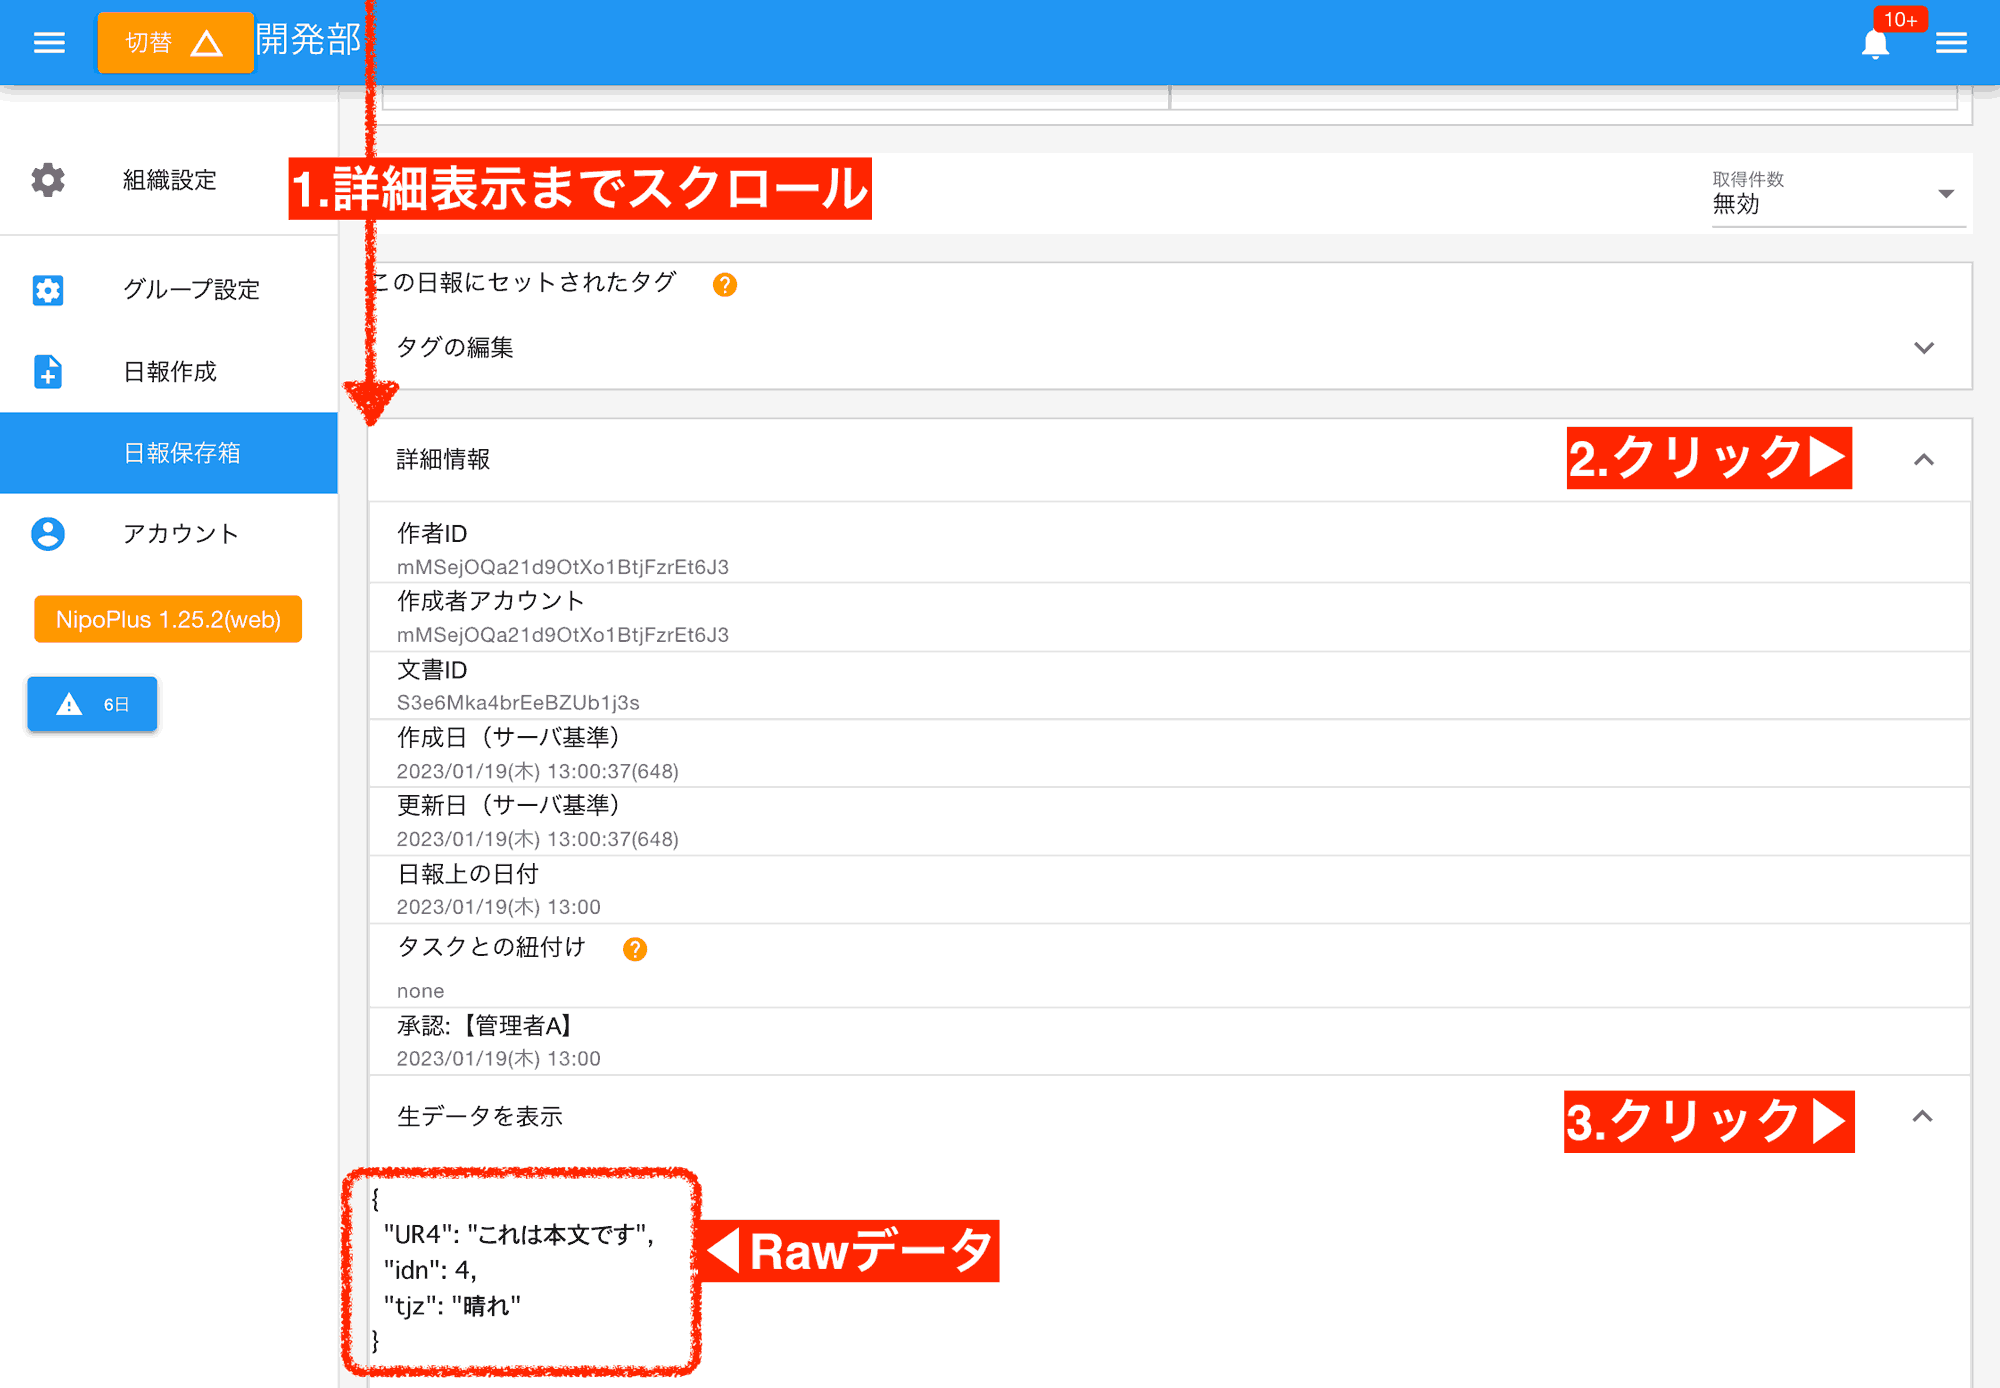 切替
開発部
10+
組織設定
1.詳細表示までスクロール
取得件数
無効
グループ設定
この日報にセットされたタグ
?
タグの編集
日報作成
日報保存箱
詳細情報
2.クリック▶
アカウント
作者ID
mMSejOQa21d9OtXo1BtjFzrEt6J3
作成者アカウント
mMSejOQa21d9OtXo1BtjFzrEt6J3
NipoPlus 1.25.2(web)
文書ID
S3e6Mka4brEeBZUb1j3s
6日
作成日（サーバ基準）
2023/01/19(木) 13:00:37(648)
更新日（サーバ基準）
2023/01/19(木) 13:00:37(648)
日報上の日付
2023/01/19(木) 13:00
タスクとの紐付け
?
none
承認:【管理者A】
2023/01/19(木) 13:00
生データを表示
3.クリック▶
{
"UR4": "これは本文です",
"idn": 4,
"tjz": "晴れ"
}
◀Rawデータ